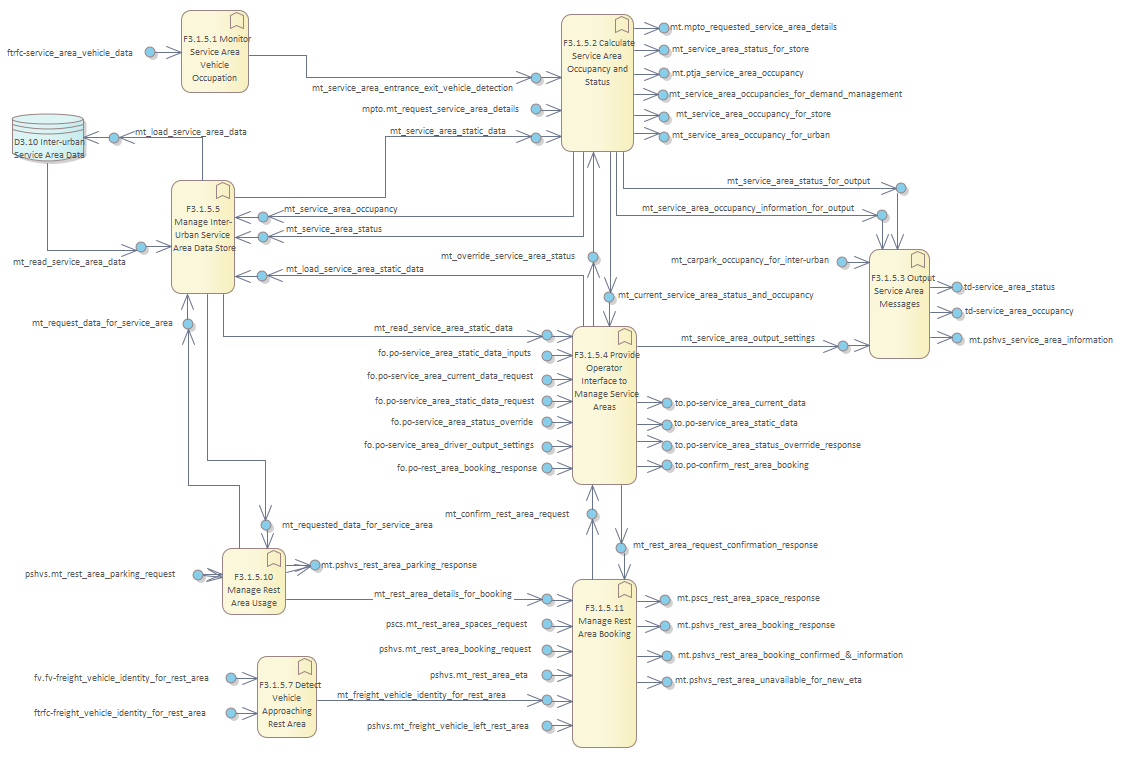 F3.1.5.1 Monitor
Service Area
Vehicle
Occupation
ftrfc-service_area_vehicle_data
mt_service_area_entrance_exit_vehicle_detection
mpto.mt_request_service_area_details
mt_service_area_static_data
F3.1.5.2 Calculate
Service Area
Occupancy and
Status
mt.mpto_requested_service_area_details
mt_service_area_status_for_store
mt.ptja_service_area_occupancy
mt_service_area_occupancies_for_demand_management
mt_service_area_occupancy_for_store
mt_service_area_occupancy_for_urban
mt_load_service_area_data
D3.10 Inter-urban
Service Area Data
mt_read_service_area_data
F3.1.5.5
Manage Inter-
Urban Service
Area Data Store
mt_service_area_occupancy
mt_service_area_status
mt_load_service_area_static_data
mt_override_service_area_status
mt_current_service_area_status_and_occupancy
mt_service_area_status_for_output
mt_service_area_occupancy_information_for_output
mt_carpark_occupancy_for_inter-urban
F3.1.5.3 Output
Service Area
Messages
td-service_area_status
td-service_area_occupancy
mt.pshvs_service_area_information
mt_service_area_output_settings
mt_request_data_for_service_area
mt_read_service_area_static_data
fo.po-service_area_static_data_inputs
fo.po-service_area_current_data_request
fo.po-service_area_static_data_request
fo.po-service_area_status_override
fo.po-service_area_driver_output_settings
fo.po-rest_area_booking_response
F3.1.5.4 Provide
Operator
Interface to
Manage Service
Areas
to.po-service_area_current_data
to.po-service_area_static_data
to.po-service_area_status_overrride_response
to.po-confirm_rest_area_booking
mt_confirm_rest_area_request
mt_rest_area_request_confirmation_response
mt_requested_data_for_service_area
pshvs.mt_rest_area_parking_request
F3.1.5.10
Manage Rest
Area Usage
mt.pshvs_rest_area_parking_response
mt_rest_area_details_for_booking
pscs.mt_rest_area_spaces_request
pshvs.mt_rest_area_booking_request
pshvs.mt_rest_area_eta
mt_freight_vehicle_identity_for_rest_area
pshvs.mt_freight_vehicle_left_rest_area
F3.1.5.11
Manage Rest
Area Booking
mt.pscs_rest_area_space_response
mt.pshvs_rest_area_booking_response
mt.pshvs_rest_area_booking_confirmed_&_information
mt.pshvs_rest_area_unavailable_for_new_eta
fv.fv-freight_vehicle_identity_for_rest_area
ftrfc-freight_vehicle_identity_for_rest_area
F3.1.5.7 Detect
Vehicle
Approaching
Rest Area